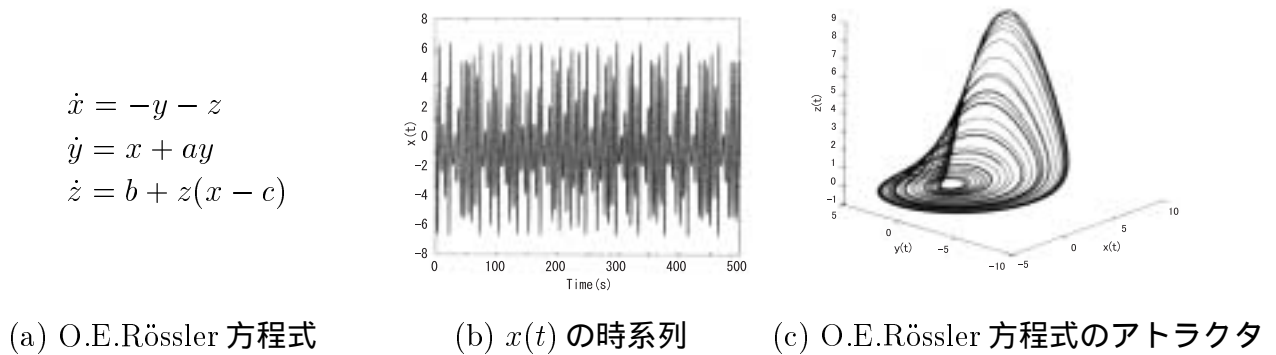 ẋ = −y − z
ẏ = x + ay
ż = b + z(x − c)
(a) O.E.Rössler 方程式
8
6
4
2
0
−2
−4
−6
−8
x(t)
0 100 200 300 400 500
Time(s)
(b) x(t) の時系列
9
8
7
6
5
4
3
2
1
0
-1
z(t)
5 0 -5 -10
y(t)
-5 0 5 10
x(t)
(c) O.E.Rössler 方程式のアトラクタ